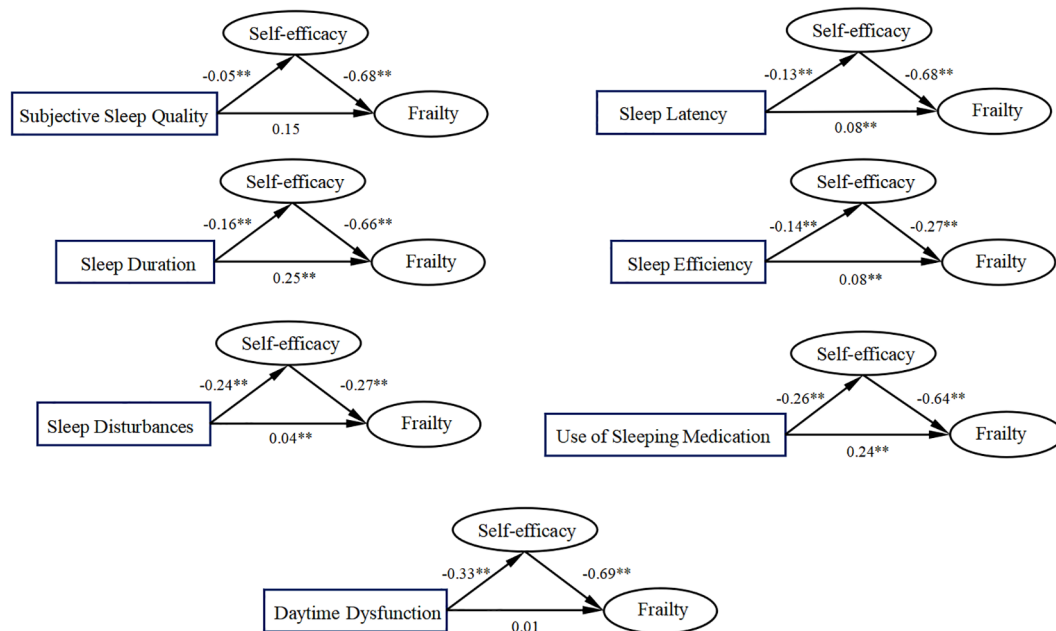 Self-efficacy
-0.05**
-0.68**
Subjective Sleep Quality
Frailty
0.15
Self-efficacy
-0.13**
-0.68**
Sleep Latency
Frailty
0.08**
Self-efficacy
-0.16**
-0.66**
Sleep Duration
Frailty
0.25**
Self-efficacy
-0.14**
-0.27**
Sleep Efficiency
Frailty
0.08**
Self-efficacy
-0.24**
-0.27**
Sleep Disturbances
Frailty
0.04**
Self-efficacy
-0.26**
-0.64**
Use of Sleeping Medication
Frailty
0.24**
Self-efficacy
-0.33**
-0.69**
Daytime Dysfunction
Frailty
0.01